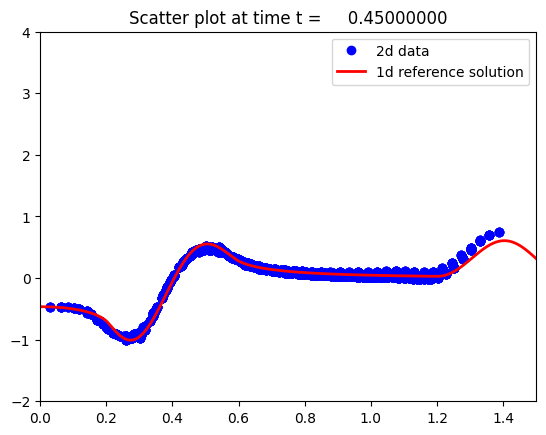 Scatter plot at time t = 0.45000000
2d data
1d reference solution
4
3
2
1
0
−1
−2
0.0 0.2 0.4 0.6 0.8 1.0 1.2 1.4